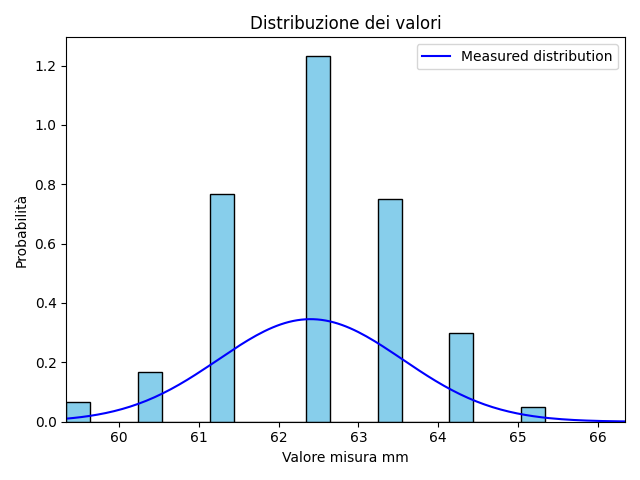 Distribuzione dei valori
Measured distribution
1.2
1.0
0.8
0.6
0.4
0.2
0.0
Probabilità
60 61 62 63 64 65 66
Valore misura mm